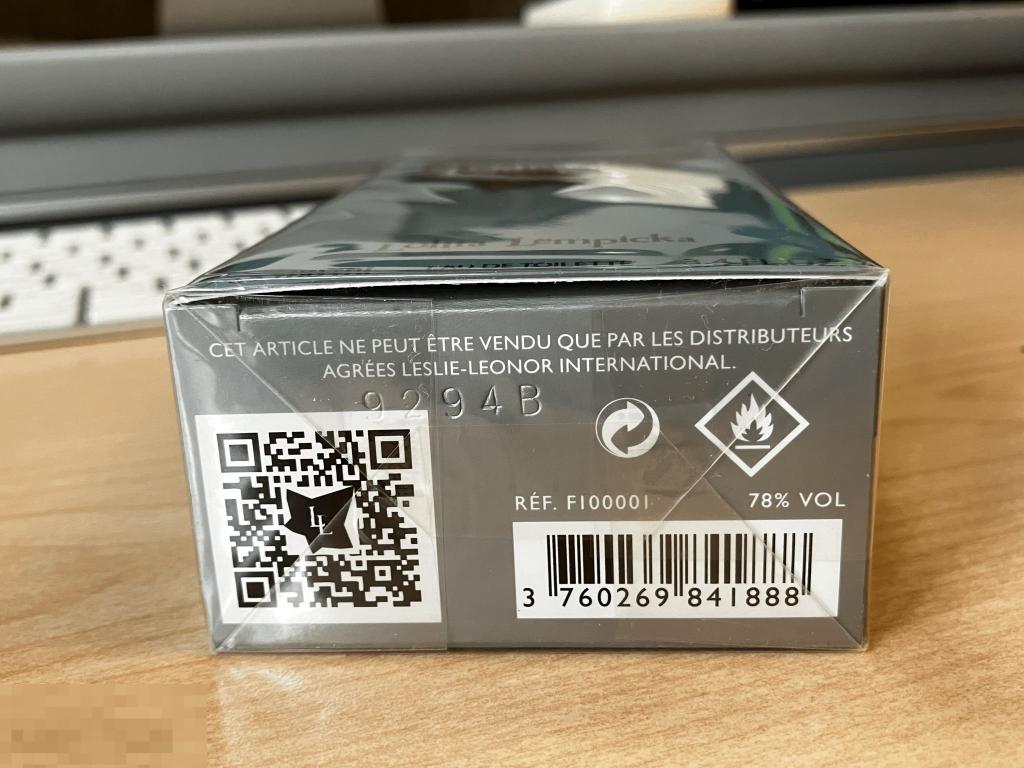 Lolita Lempicka
EAU DE TOILETTE
CET ARTICLE NE PEUT ÊTRE VENDU QUE PAR LES DISTRIBUTEURS
AGRÉES LESLIE-LEONOR INTERNATIONAL.
9294B
LL
RÉF. F100001
78% VOL
3 760269 841888